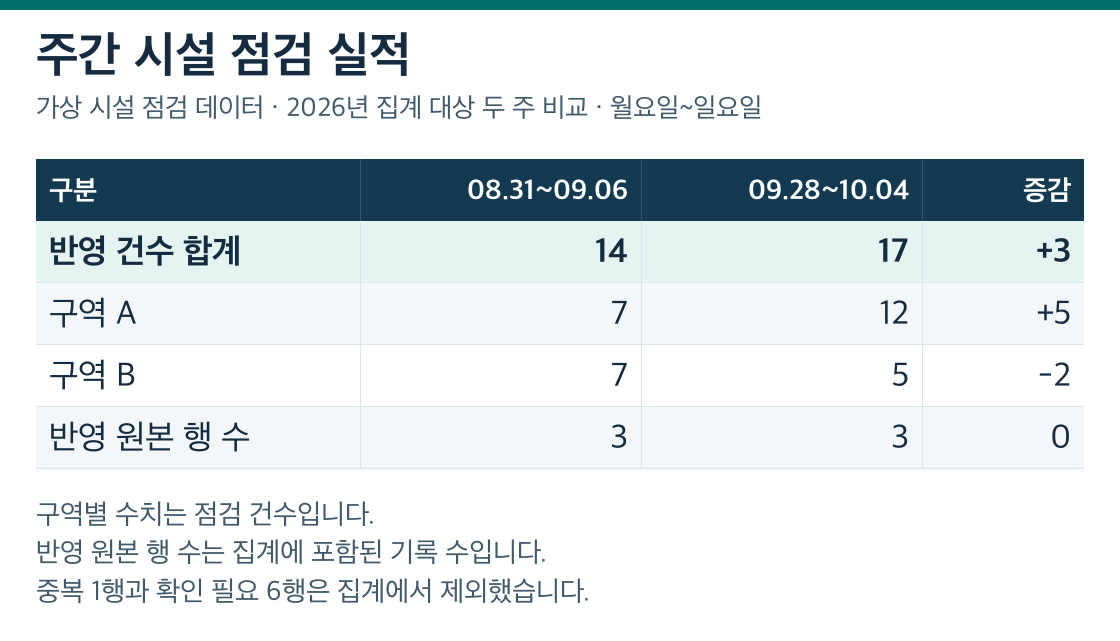 주간 시설 점검 실적
가상 시설 점검 데이터 · 2026년 집계 대상 두 주 비교 · 월요일~일요일
구분 08.31~09.06 09.28~10.04 증감
반영 건수 합계 14 17 +3
구역 A 7 12 +5
구역 B 7 5 -2
반영 원본 행 수 3 3 0
구역별 수치는 점검 건수입니다.
반영 원본 행 수는 집계에 포함된 기록 수입니다.
중복 1행과 확인 필요 6행은 집계에서 제외했습니다.